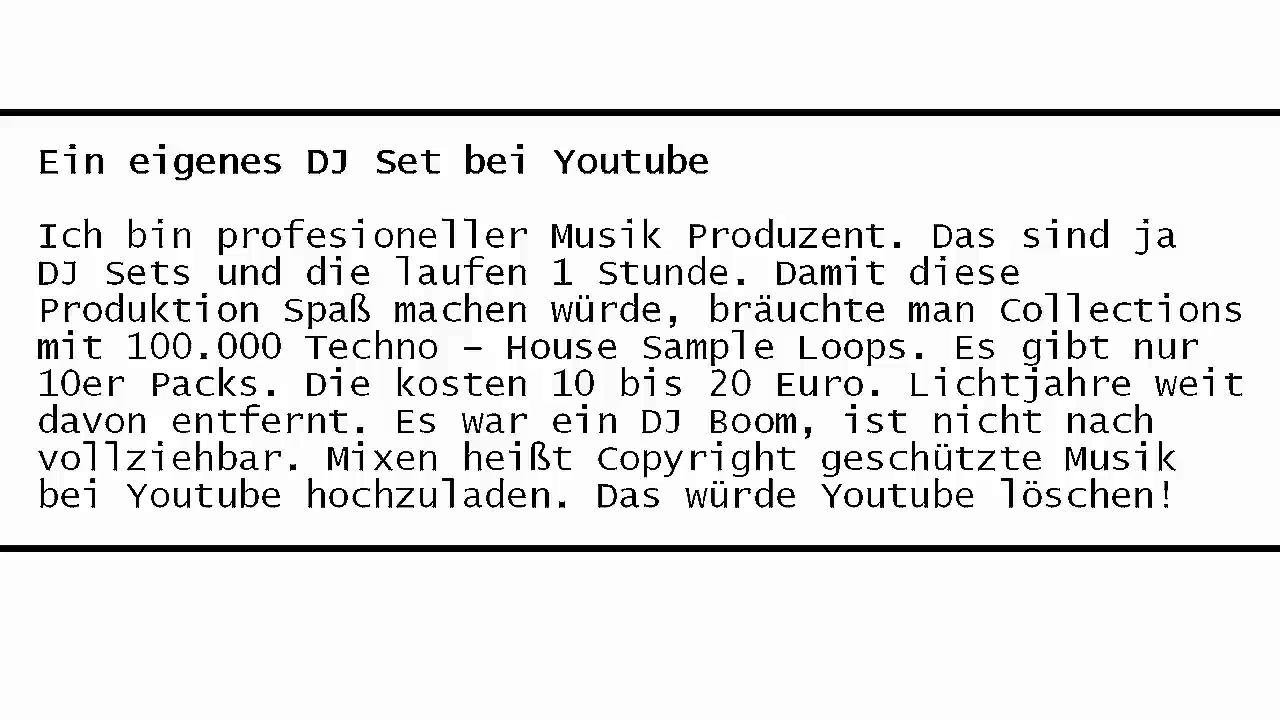 Ein eigenes DJ Set bei Youtube
Ich bin profesioneller Musik Produzent. Das sind ja
DJ Sets und die laufen 1 Stunde. Damit diese
Produktion Spaß machen würde, bräuchte man Collections
mit 100.000 Techno – House Sample Loops. Es gibt nur
10er Packs. Die kosten 10 bis 20 Euro. Lichtjahre weit
davon entfernt. Es war ein DJ Boom, ist nicht nach
vollziehbar. Mixen heißt Copyright geschützte Musik
bei Youtube hochzuladen. Das würde Youtube löschen!